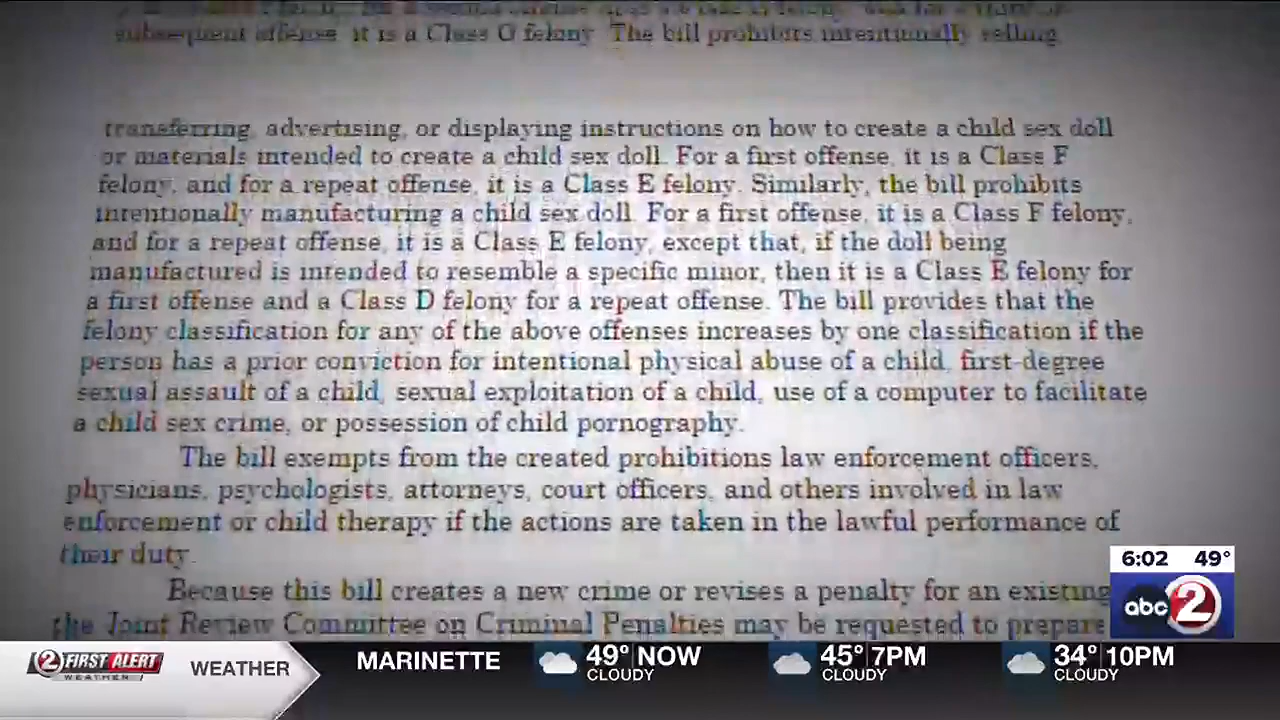 subsequent offense, it is a Class G felony. The bill prohibits intentionally selling,
transferring, advertising, or displaying instructions on how to create a child sex doll
or materials intended to create a child sex doll. For a first offense, it is a Class F
felony, and for a repeat offense, it is a Class E felony. Similarly, the bill prohibits
intentionally manufacturing a child sex doll. For a first offense, it is a Class F felony,
and for a repeat offense, it is a Class E felony, except that, if the doll being
manufactured is intended to resemble a specific minor, then it is a Class E felony for
a first offense and a Class D felony for a repeat offense. The bill provides that the
felony classification for any of the above offenses increases by one classification if the
person has a prior conviction for intentional physical abuse of a child, first-degree
sexual assault of a child, sexual exploitation of a child, use of a computer to facilitate
a child sex crime, or possession of child pornography.
The bill exempts from the created prohibitions law enforcement officers,
physicians, psychologists, attorneys, court officers, and others involved in law
enforcement or child therapy if the actions are taken in the lawful performance of
their duty.
Because this bill creates a new crime or revises a penalty for an existing
the Joint Review Committee on Criminal Penalties may be requested to prepare
6:02 49°
abc 2
2 FIRST ALERT
WEATHER
WEATHER
MARINETTE
49° NOW
CLOUDY
45° 7PM
CLOUDY
34° 10PM
CLOUDY